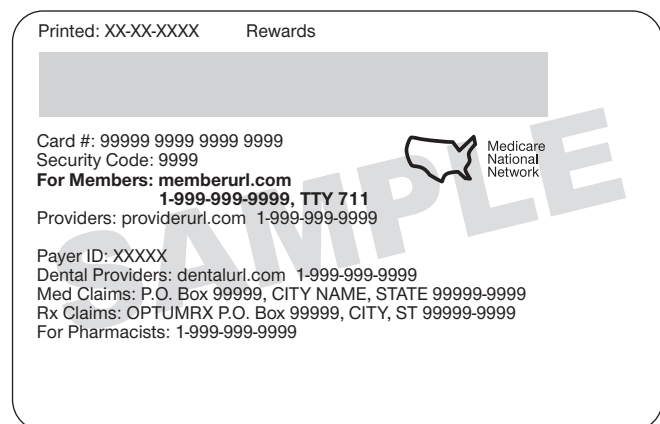 Printed: XX-XX-XXXX Rewards
Card #: 99999 9999 9999 9999
Security Code: 9999
For Members: memberurl.com
1-999-999-9999, TTY 711
Providers: providerurl.com 1-999-999-9999
Medicare
National
Network
Payer ID: XXXXX
Dental Providers: dentalurl.com 1-999-999-9999
Med Claims: P.O. Box 99999, CITY NAME, STATE 99999-9999
Rx Claims: OPTUMRX P.O. Box 99999, CITY, ST 99999-9999
For Pharmacists: 1-999-999-9999
SAMPLE